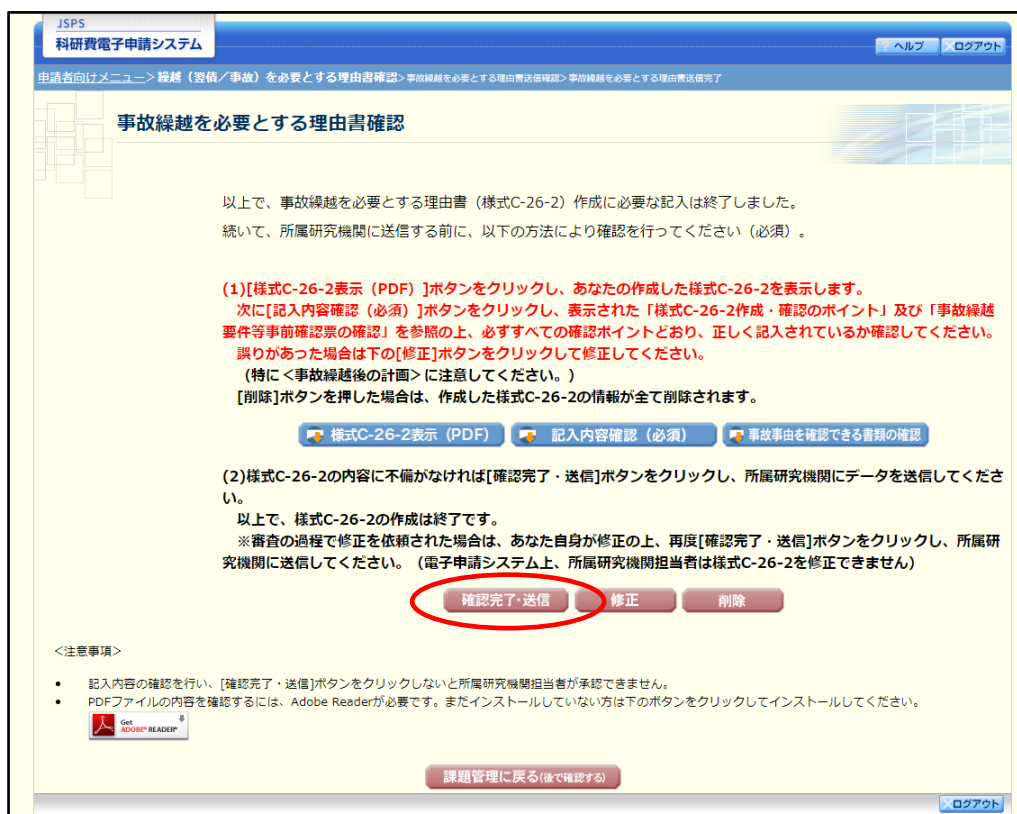 JSPS
科研費電子申請システム
? ヘルプ
×ログアウト
申請者向けメニュー>繰越（翌債／事故）を必要とする理由書確認>事故繰越を必要とする理由書送信確認>事故繰越を必要とする理由書送信完了
事故繰越を必要とする理由書確認
以上で、事故繰越を必要とする理由書（様式C-26-2）作成に必要な記入は終了しました。
続いて、所属研究機関に送信する前に、以下の方法により確認を行ってください（必須）。
(1)[様式C-26-2表示（PDF）]ボタンをクリックし、あなたの作成した様式C-26-2を表示します。
次に[記入内容確認（必須）]ボタンをクリックし、表示された「様式C-26-2作成・確認のポイント」及び「事故繰越
要件等事前確認票の確認」を参照の上、必ずすべての確認ポイントどおり、正しく記入されているか確認してください。
誤りがあった場合は下の[修正]ボタンをクリックして修正してください。
（特に＜事故繰越後の計画＞に注意してください。）
[削除]ボタンを押した場合は、作成した様式C-26-2の情報が全て削除されます。
様式C-26-2表示（PDF）
記入内容確認（必須）
事故事由を確認できる書類の確認
(2)様式C-26-2の内容に不備がなければ[確認完了・送信]ボタンをクリックし、所属研究機関にデータを送信してくださ
い。
以上で、様式C-26-2の作成は終了です。
※審査の過程で修正を依頼された場合は、あなた自身が修正の上、再度[確認完了・送信]ボタンをクリックし、所属研
究機関に送信してください。（電子申請システム上、所属研究機関担当者は様式C-26-2を修正できません）
確認完了・送信
修正
削除
＜注意事項＞
• 記入内容の確認を行い、[確認完了・送信]ボタンをクリックしないと所属研究機関担当者が承認できません。
• PDFファイルの内容を確認するには、Adobe Readerが必要です。まだインストールしていない方は下のボタンをクリックしてインストールしてください。
Get
ADOBE® READER®
課題管理に戻る(後で確認する)
×ログアウト